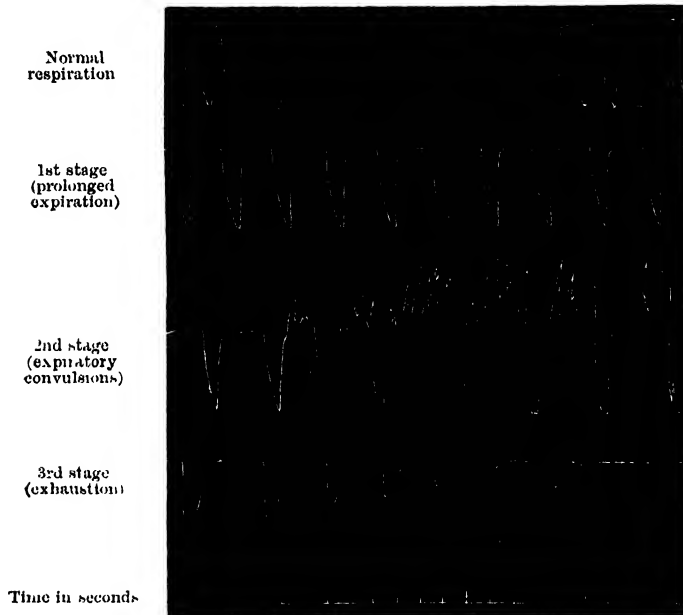 Normal
respiration
1st stage
(prolonged
expiration)
2nd stage
(expiratory
convulsions)
3rd stage
(exhaustion)
Time in seconds